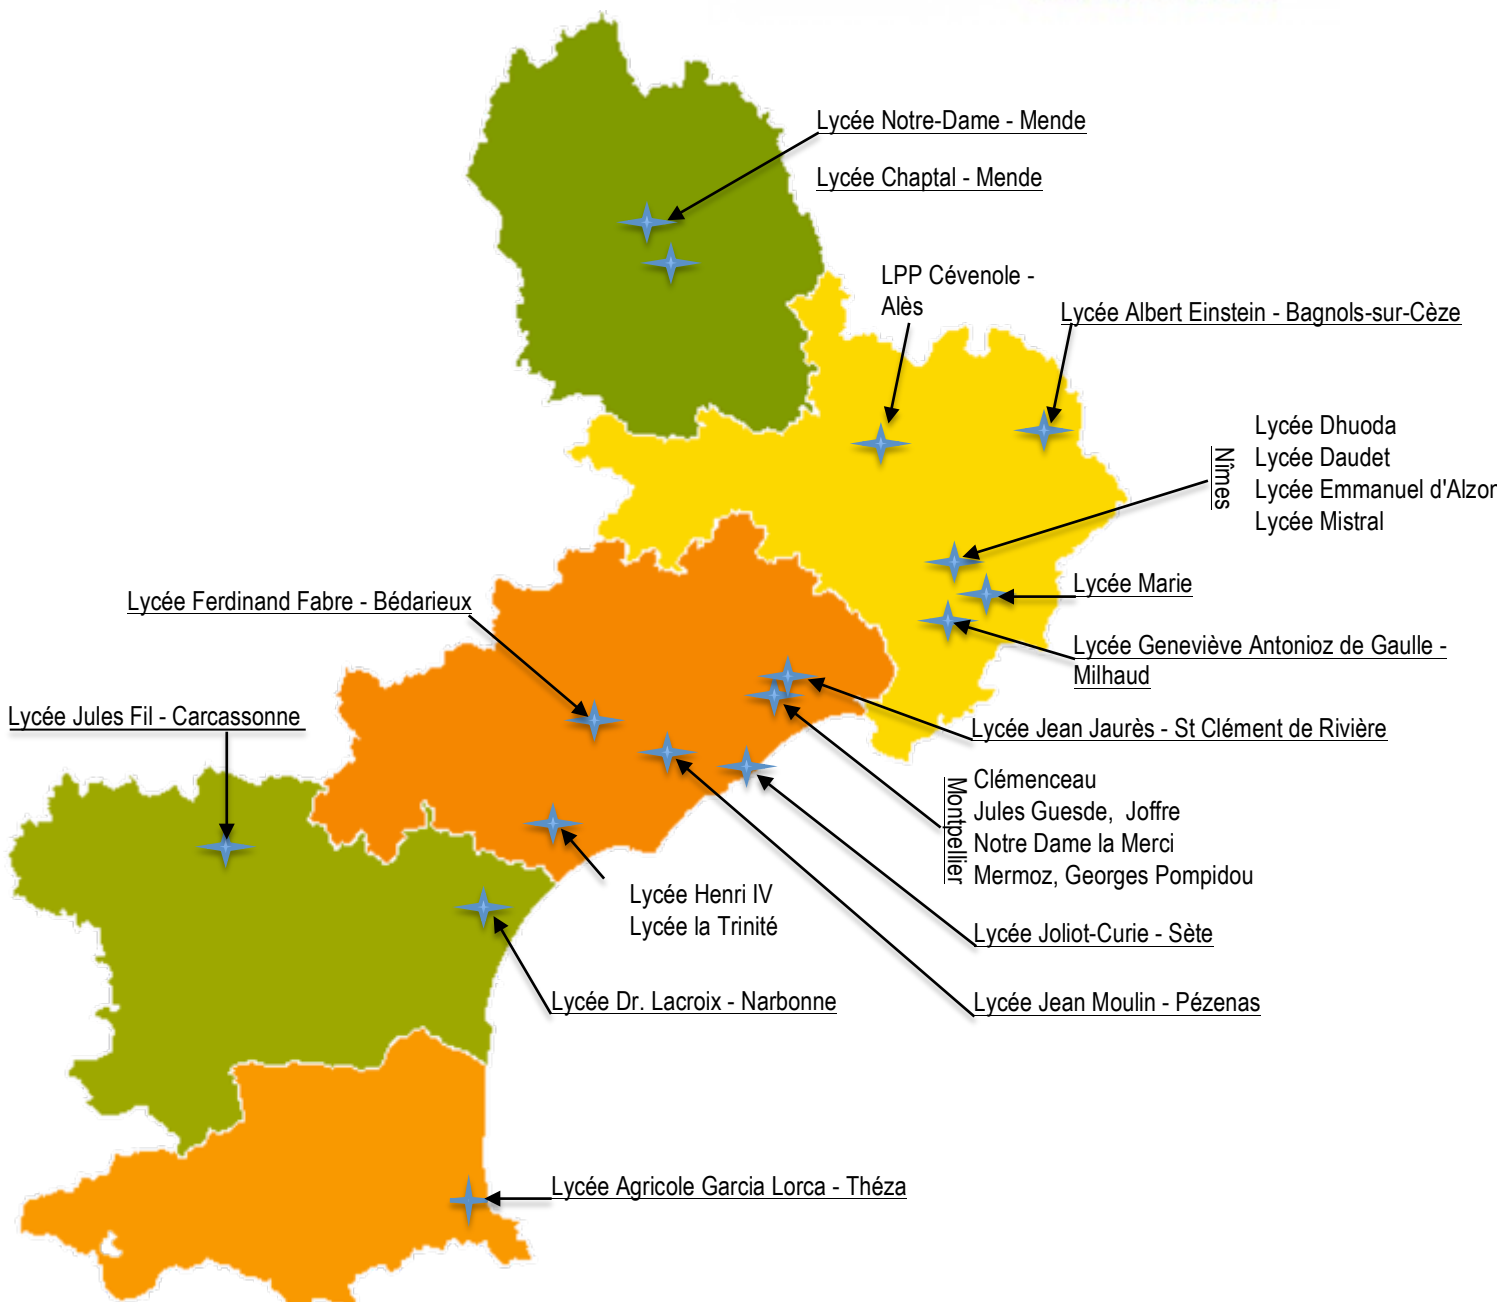 Lycée Notre-Dame - Mende
Lycée Chaptal - Mende
LPP Cévenole -
Alès
Lycée Albert Einstein - Bagnols-sur-Cèze
Nîmes
Lycée Dhuoda
Lycée Daudet
Lycée Emmanuel d'Alzon
Lycée Mistral
Lycée Marie
Lycée Ferdinand Fabre - Bédarieux
Lycée Geneviève Antonioz de Gaulle -
Milhaud
Lycée Jules Fil - Carcassonne
Lycée Jean Jaurès - St Clément de Rivière
Montpellier
Clémenceau
Jules Guesde, Joffre
Notre Dame la Merci
Mermoz, Georges Pompidou
Lycée Henri IV
Lycée la Trinité
Lycée Joliot-Curie - Sète
Lycée Dr. Lacroix - Narbonne
Lycée Jean Moulin - Pézenas
Lycée Agricole Garcia Lorca - Théza